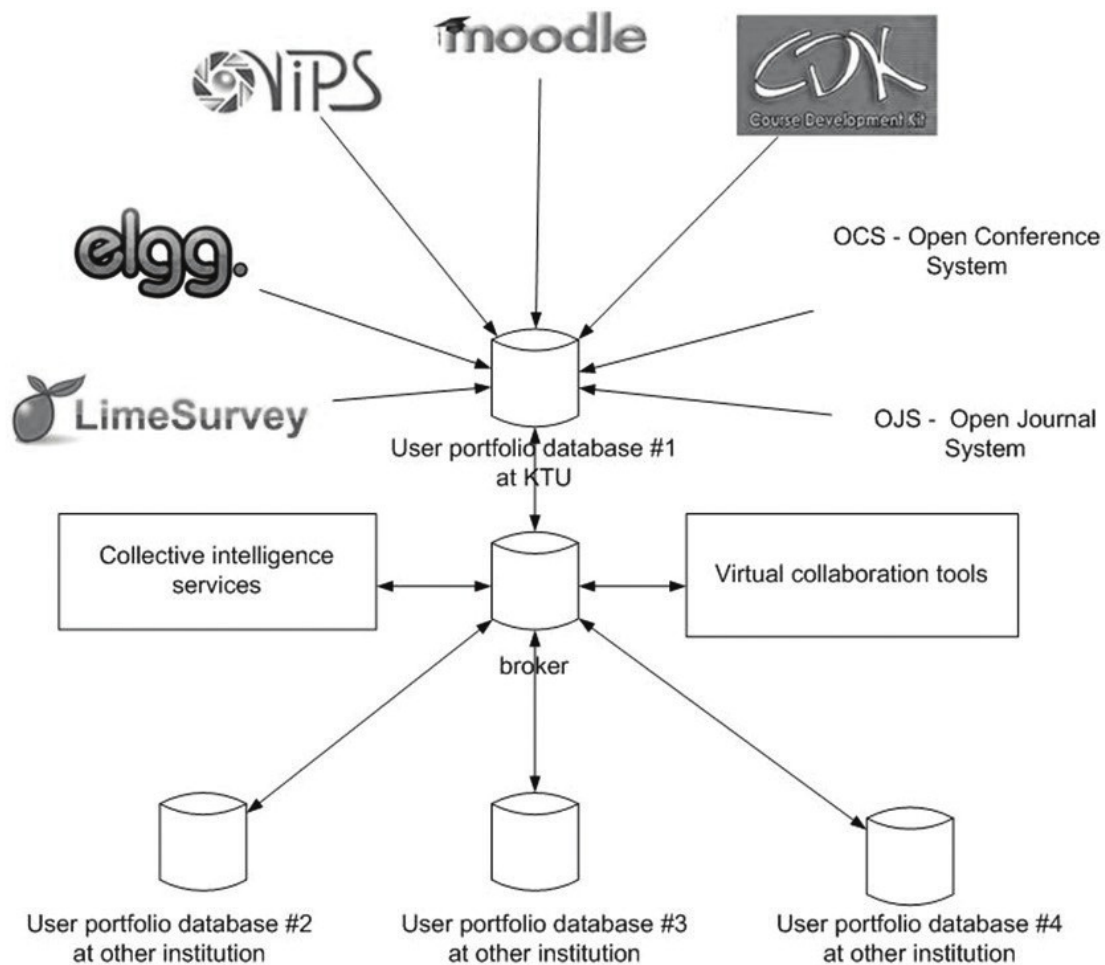 moodle
ViPS
CDK
Course Development Kit
elgg.
OCS - Open Conference
System
LimeSurvey
OJS - Open Journal
System
User portfolio database #1
at KTU
Collective intelligence
services
Virtual collaboration tools
broker
User portfolio database #2
at other institution
User portfolio database #3
at other institution
User portfolio database #4
at other institution